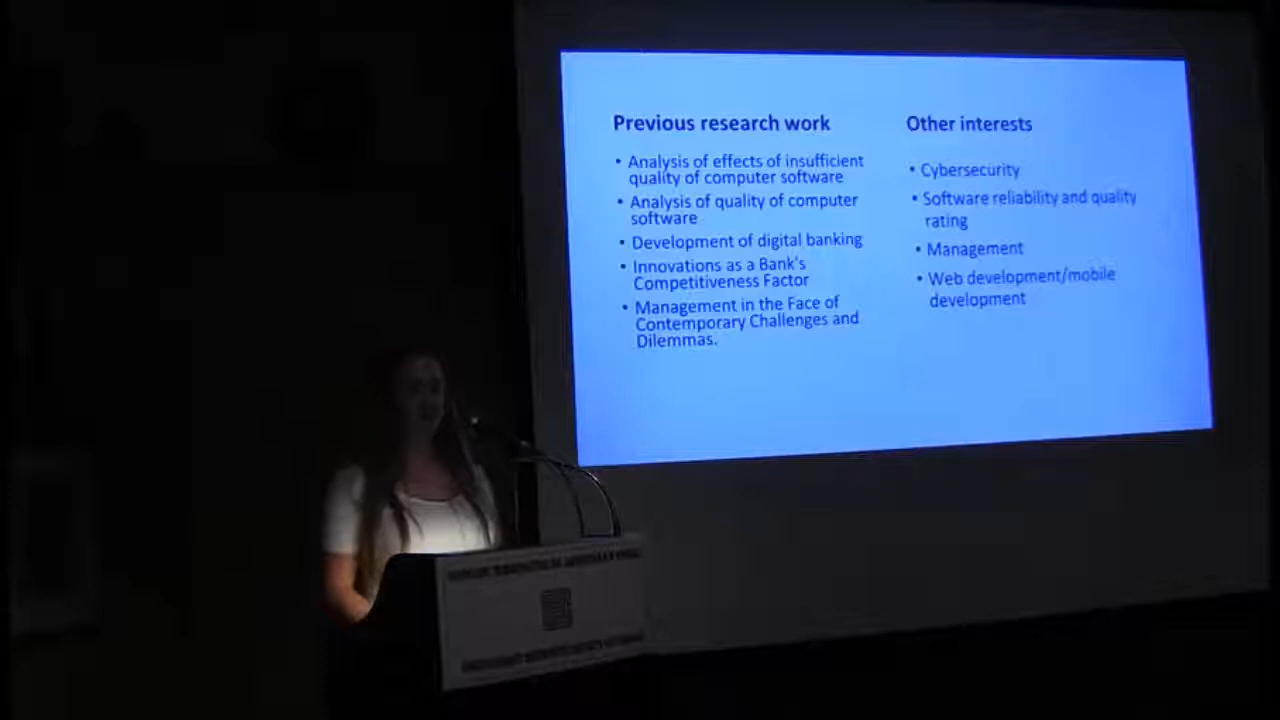 Previous research work
• Analysis of effects of insufficient
quality of computer software
• Analysis of quality of computer
software
• Development of digital banking
• Innovations as a Bank's
Competitiveness Factor
• Management in the Face of
Contemporary Challenges and
Dilemmas.
Other interests
• Cybersecurity
• Software reliability and quality
rating
• Management
• Web development/mobile
development